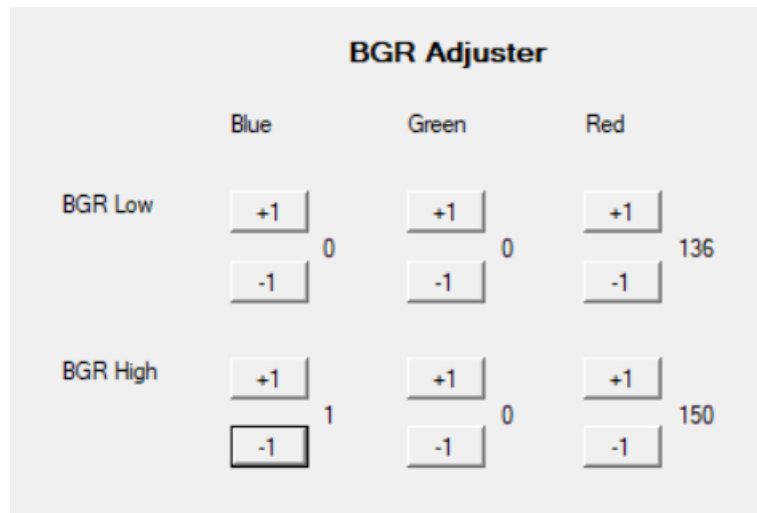 BGR Adjuster
Blue Green Red
BGR Low +1 +1 +1
0 0 136
-1 -1 -1
BGR High +1 +1 +1
1 0 150
-1 -1 -1